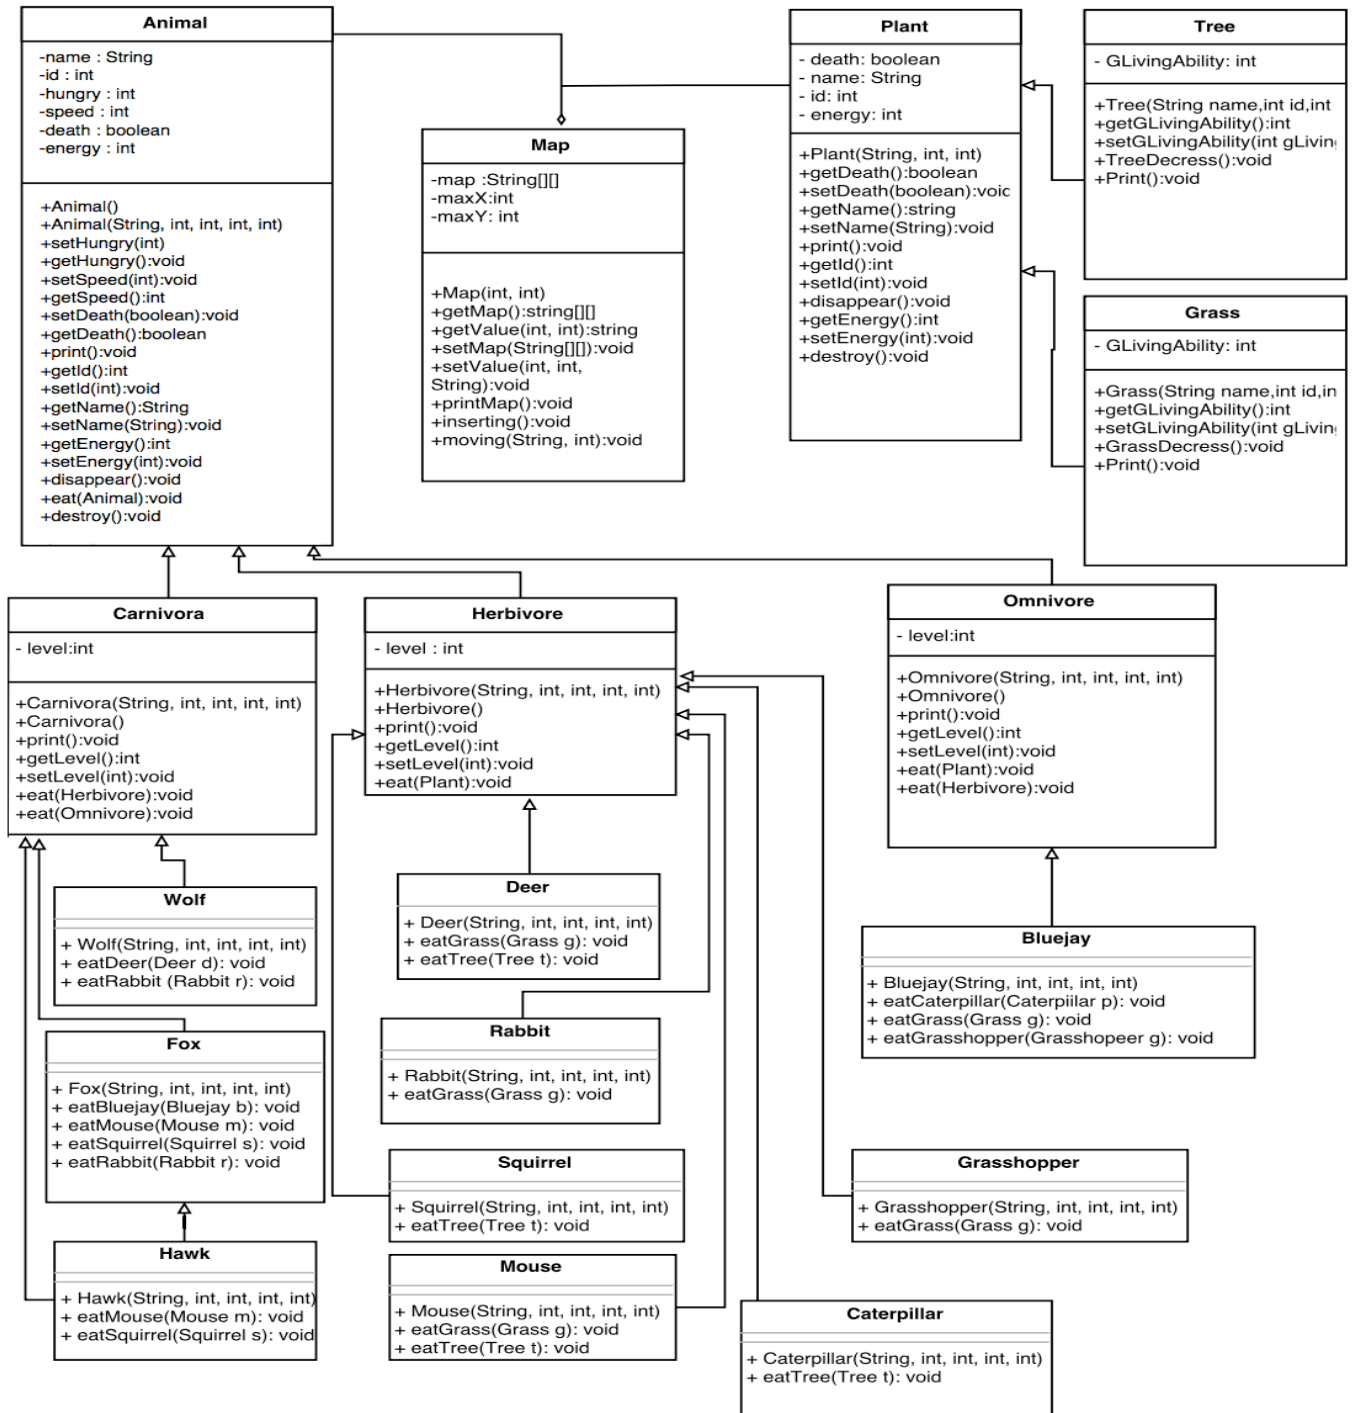 Animal
-name : String
-id : int
-hungry : int
-speed : int
-death : boolean
-energy : int
+Animal()
+Animal(String, int, int, int, int)
+setHungry(int)
+getHungry():void
+setSpeed(int):void
+getSpeed():int
+setDeath(boolean):void
+getDeath():boolean
+print():void
+getId():int
+setId(int):void
+getName():String
+setName(String):void
+getEnergy():int
+setEnergy(int):void
+disappear():void
+eat(Animal):void
+destroy():void
Map
-map :String[][]
-maxX:int
-maxY: int
+Map(int, int)
+getMap():string[][]
+getValue(int, int):string
+setMap(String[][]):void
+setValue(int, int,
String):void
+printMap():void
+inserting():void
+moving(String, int):void
Plant
- death: boolean
- name: String
- id: int
- energy: int
+Plant(String, int, int)
+getDeath():boolean
+setDeath(boolean):voic
+getName():string
+setName(String):void
+print():void
+getId():int
+setId(int):void
+disappear():void
+getEnergy():int
+setEnergy(int):void
+destroy():void
Tree
- GLivingAbility: int
+Tree(String name,int id,int
+getGLivingAbility():int
+setGLivingAbility(int gLiving
+TreeDecress():void
+Print():void
Grass
- GLivingAbility: int
+Grass(String name,int id,in
+getGLivingAbility():int
+setGLivingAbility(int gLiving
+GrassDecress():void
+Print():void
Carnivora
- level:int
+Carnivora(String, int, int, int, int)
+Carnivora()
+print():void
+getLevel():int
+setLevel(int):void
+eat(Herbivore):void
+eat(Omnivore):void
Herbivore
- level : int
+Herbivore(String, int, int, int, int)
+Herbivore()
+print():void
+getLevel():int
+setLevel(int):void
+eat(Plant):void
Omnivore
- level:int
+Omnivore(String, int, int, int, int)
+Omnivore()
+print():void
+getLevel():int
+setLevel(int):void
+eat(Plant):void
+eat(Herbivore):void
Wolf
+ Wolf(String, int, int, int, int)
+ eatDeer(Deer d): void
+ eatRabbit (Rabbit r): void
Fox
+ Fox(String, int, int, int, int)
+ eatBluejay(Bluejay b): void
+ eatMouse(Mouse m): void
+ eatSquirrel(Squirrel s): void
+ eatRabbit(Rabbit r): void
Hawk
+ Hawk(String, int, int, int, int)
+ eatMouse(Mouse m): void
+ eatSquirrel(Squirrel s): void
Deer
+ Deer(String, int, int, int, int)
+ eatGrass(Grass g): void
+ eatTree(Tree t): void
Rabbit
+ Rabbit(String, int, int, int, int)
+ eatGrass(Grass g): void
Squirrel
+ Squirrel(String, int, int, int, int)
+ eatTree(Tree t): void
Mouse
+ Mouse(String, int, int, int, int)
+ eatGrass(Grass g): void
+ eatTree(Tree t): void
Bluejay
+ Bluejay(String, int, int, int, int)
+ eatCaterpillar(Caterpiilar p): void
+ eatGrass(Grass g): void
+ eatGrasshopper(Grasshopeer g): void
Grasshopper
+ Grasshopper(String, int, int, int, int)
+ eatGrass(Grass g): void
Caterpillar
+ Caterpillar(String, int, int, int, int)
+ eatTree(Tree t): void